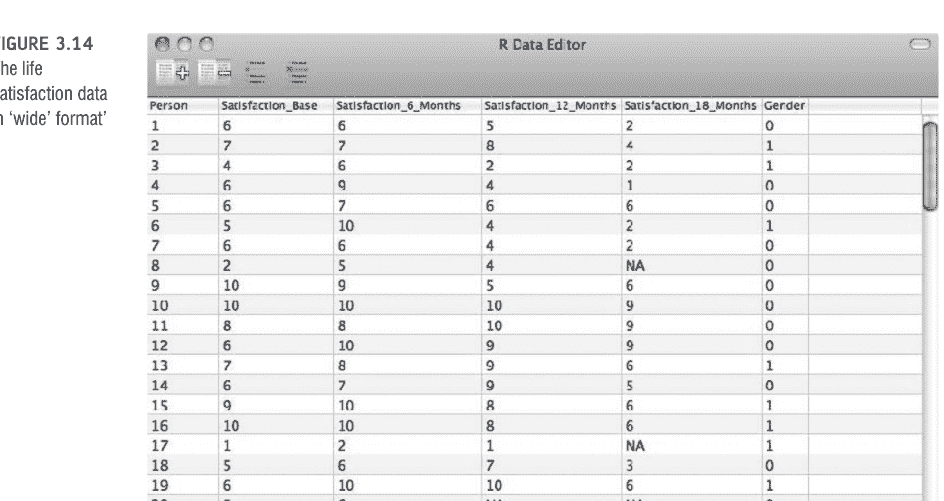 IGURE 3.14
he life
atisfaction data
n ‘wide’ format’
R Data Editor
Person Satisfaction_Base Satisfaction_6_Months Satisfaction_12_Months Satisfaction_18_Months Gender
1 6 6 5 2 0
2 7 7 8 4 1
3 4 6 2 2 1
4 6 9 4 1 0
5 6 7 6 6 0
6 5 10 4 2 1
7 6 6 4 2 0
8 2 5 4 NA 0
9 10 9 5 6 0
10 10 10 10 9 0
11 8 8 10 9 0
12 6 10 9 9 0
13 7 8 9 6 1
14 6 7 9 5 0
15 9 10 8 6 1
16 10 10 8 6 1
17 1 2 1 NA 1
18 5 6 7 3 0
19 6 10 10 6 1